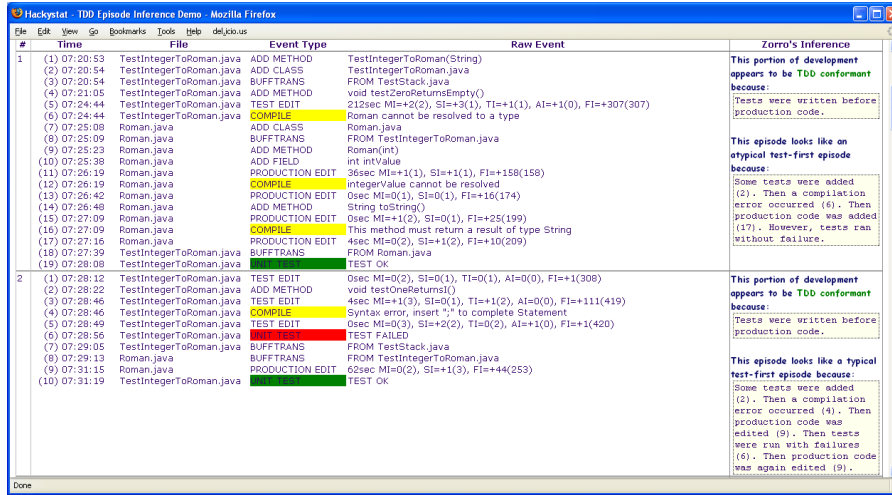 Hackystat - TDD Episode Inference Demo - Mozilla Firefox
File Edit View Go Bookmarks Tools Help del.icio.us
# Time File Event Type Raw Event Zorro's Inference
1 (1) 07:20:53 TestIntegerToRoman.java ADD METHOD TestIntegerToRoman(String)
(2) 07:20:54 TestIntegerToRoman.java ADD CLASS TestIntegerToRoman.java
(3) 07:20:54 TestIntegerToRoman.java BUFFTRANS FROM TestStack.java
(4) 07:21:05 TestIntegerToRoman.java ADD METHOD void testZeroReturnsEmpty()
(5) 07:24:44 TestIntegerToRoman.java TEST EDIT 212sec MI=+2(2), SI=+3(1), TI=+1(1), AI=+1(0), FI=+307(307)
(6) 07:24:44 TestIntegerToRoman.java COMPILE Roman cannot be resolved to a type
(7) 07:25:08 Roman.java ADD CLASS Roman.java
(8) 07:25:09 Roman.java BUFFTRANS FROM TestIntegerToRoman.java
(9) 07:25:23 Roman.java ADD METHOD Roman(int)
(10) 07:25:38 Roman.java ADD FIELD int intValue
(11) 07:26:19 Roman.java PRODUCTION EDIT 36sec MI=+1(1), SI=+1(1), FI=+158(158)
(12) 07:26:19 Roman.java COMPILE integerValue cannot be resolved
(13) 07:26:42 Roman.java PRODUCTION EDIT 0sec MI=0(1), SI=0(1), FI=+16(174)
(14) 07:26:48 Roman.java ADD METHOD String toString()
(15) 07:27:09 Roman.java PRODUCTION EDIT 0sec MI=+1(2), SI=0(1), FI=+25(199)
(16) 07:27:09 Roman.java COMPILE This method must return a result of type String
(17) 07:27:16 Roman.java PRODUCTION EDIT 4sec MI=0(2), SI=+1(2), FI=+10(209)
(18) 07:27:39 TestIntegerToRoman.java BUFFTRANS FROM Roman.java
(19) 07:28:08 TestIntegerToRoman.java UNIT TEST TEST OK
This portion of development
appears to be TDD conformant
because:
Tests were written before
production code.
This episode looks like an
atypical test-first episode
because:
Some tests were added
(2). Then a compilation
error occurred (6). Then
production code was added
(17). However, tests ran
without failure.
2 (1) 07:28:12 TestIntegerToRoman.java TEST EDIT 0sec MI=0(2), SI=0(1), TI=0(1), AI=0(0), FI=+1(308)
(2) 07:28:22 TestIntegerToRoman.java ADD METHOD void testOneReturnsI()
(3) 07:28:46 TestIntegerToRoman.java TEST EDIT 4sec MI=+1(3), SI=0(1), TI=+1(2), AI=0(0), FI=+111(419)
(4) 07:28:46 TestIntegerToRoman.java COMPILE Syntax error, insert ";" to complete Statement
(5) 07:28:49 TestIntegerToRoman.java TEST EDIT 0sec MI=0(3), SI=+2(2), TI=0(2), AI=+1(0), FI=+1(420)
(6) 07:28:56 TestIntegerToRoman.java UNIT TEST TEST FAILED
(7) 07:29:05 TestIntegerToRoman.java BUFFTRANS FROM TestStack.java
(8) 07:29:13 Roman.java BUFFTRANS FROM TestIntegerToRoman.java
(9) 07:31:15 Roman.java PRODUCTION EDIT 62sec MI=0(2), SI=+1(3), FI=+44(253)
(10) 07:31:19 TestIntegerToRoman.java UNIT TEST TEST OK
This portion of development
appears to be TDD conformant
because:
Tests were written before
production code.
This episode looks like a typical
test-first episode because:
Some tests were added
(2). Then a compilation
error occurred (4). Then
production code was
edited (9). Then tests
were run with failures
(6). Then production code
was again edited (9).
Done